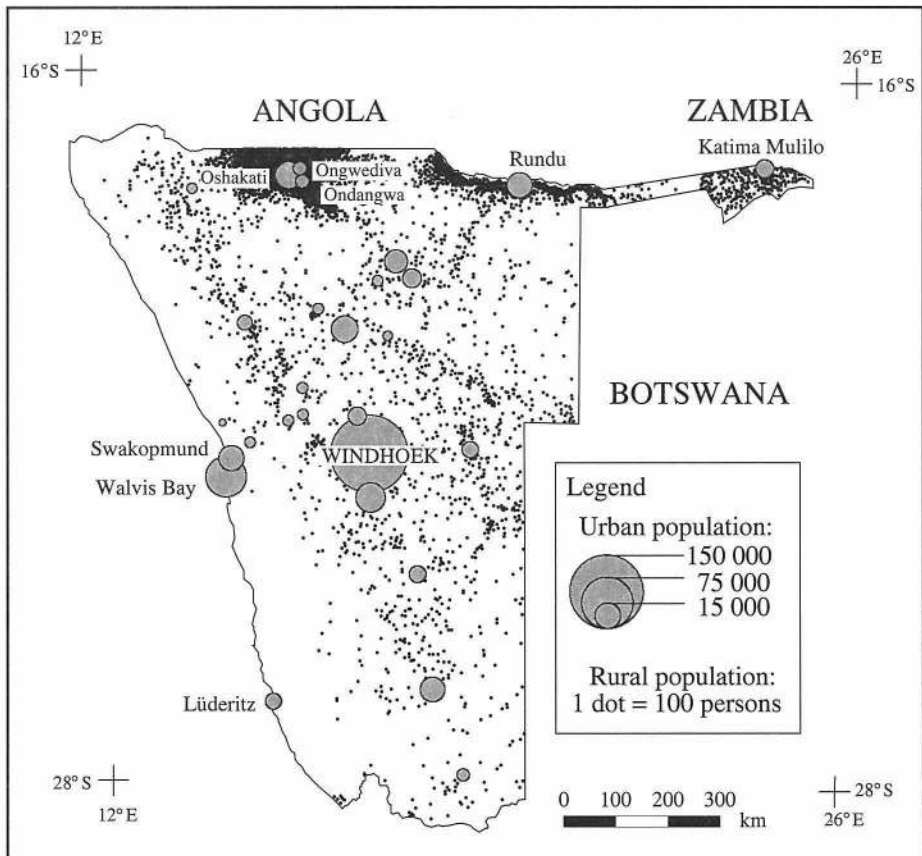 12°E
16°S
26°E
16°S
ANGOLA
ZAMBIA
Katima Mulilo
Rundu
Oshakati
Ongwediva
Ondangwa
BOTSWANA
Swakopmund
WINDHOEK
Walvis Bay
Legend
Urban population:
150 000
75 000
15 000
Rural population:
1 dot = 100 persons
Lüderitz
28°S
12°E
28°S
26°E
0 100 200 300
km